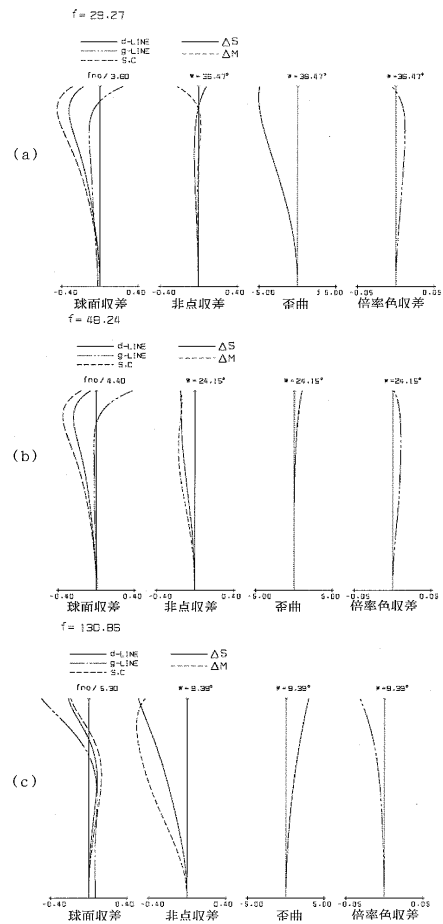 f= 29.27
d-LINE
g-LINE
S.C
ΔS
ΔM
fno/ 3.60
w=36.47°
w=36.47°
w=36.47°
(a)
-0.40 0.40
球面収差
-0.40 0.40
非点収差
-5.00 5.00
歪曲
-0.05 0.05
倍率色収差
f= 48.24
d-LINE
g-LINE
S.C
ΔS
ΔM
fno/ 4.40
w=24.15°
w=24.15°
w=24.15°
(b)
-0.40 0.40
球面収差
-0.40 0.40
非点収差
-5.00 5.00
歪曲
-0.05 0.05
倍率色収差
f= 130.86
d-LINE
g-LINE
S.C
ΔS
ΔM
fno/ 5.30
w=9.39°
w=9.39°
w=9.39°
(c)
-0.40 0.40
球面収差
-0.40 0.40
非点収差
-5.00 5.00
歪曲
-0.05 0.05
倍率色収差